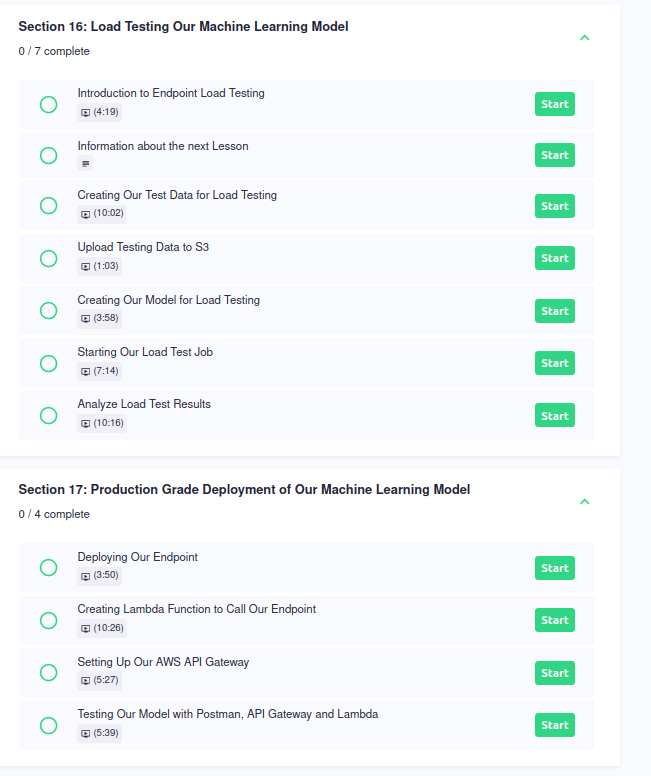 Section 16: Load Testing Our Machine Learning Model
0 / 7 complete
Introduction to Endpoint Load Testing
(4:19)
Start
Information about the next Lesson
Start
Creating Our Test Data for Load Testing
(10:02)
Start
Upload Testing Data to S3
(1:03)
Start
Creating Our Model for Load Testing
(3:58)
Start
Starting Our Load Test Job
(7:14)
Start
Analyze Load Test Results
(10:16)
Start
Section 17: Production Grade Deployment of Our Machine Learning Model
0 / 4 complete
Deploying Our Endpoint
(3:50)
Start
Creating Lambda Function to Call Our Endpoint
(10:26)
Start
Setting Up Our AWS API Gateway
(5:27)
Start
Testing Our Model with Postman, API Gateway and Lambda
(5:39)
Start